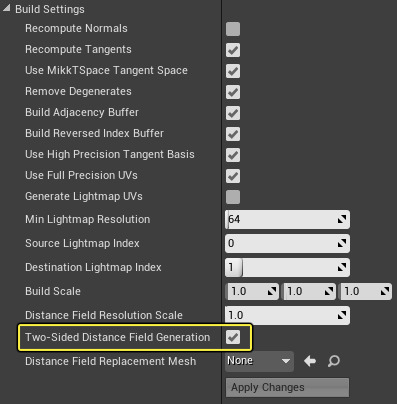 Build Settings
Recompute Normals
Recompute Tangents
Use MikkTSpace Tangent Space
Remove Degenerates
Build Adjacency Buffer
Build Reversed Index Buffer
Use High Precision Tangent Basis
Use Full Precision UVs
Generate Lightmap UVs
Min Lightmap Resolution 64
Source Lightmap Index 0
Destination Lightmap Index 1
Build Scale 1.0 1.0 1.0
Distance Field Resolution Scale 1.0
Two-Sided Distance Field Generation
Distance Field Replacement Mesh None
Apply Changes